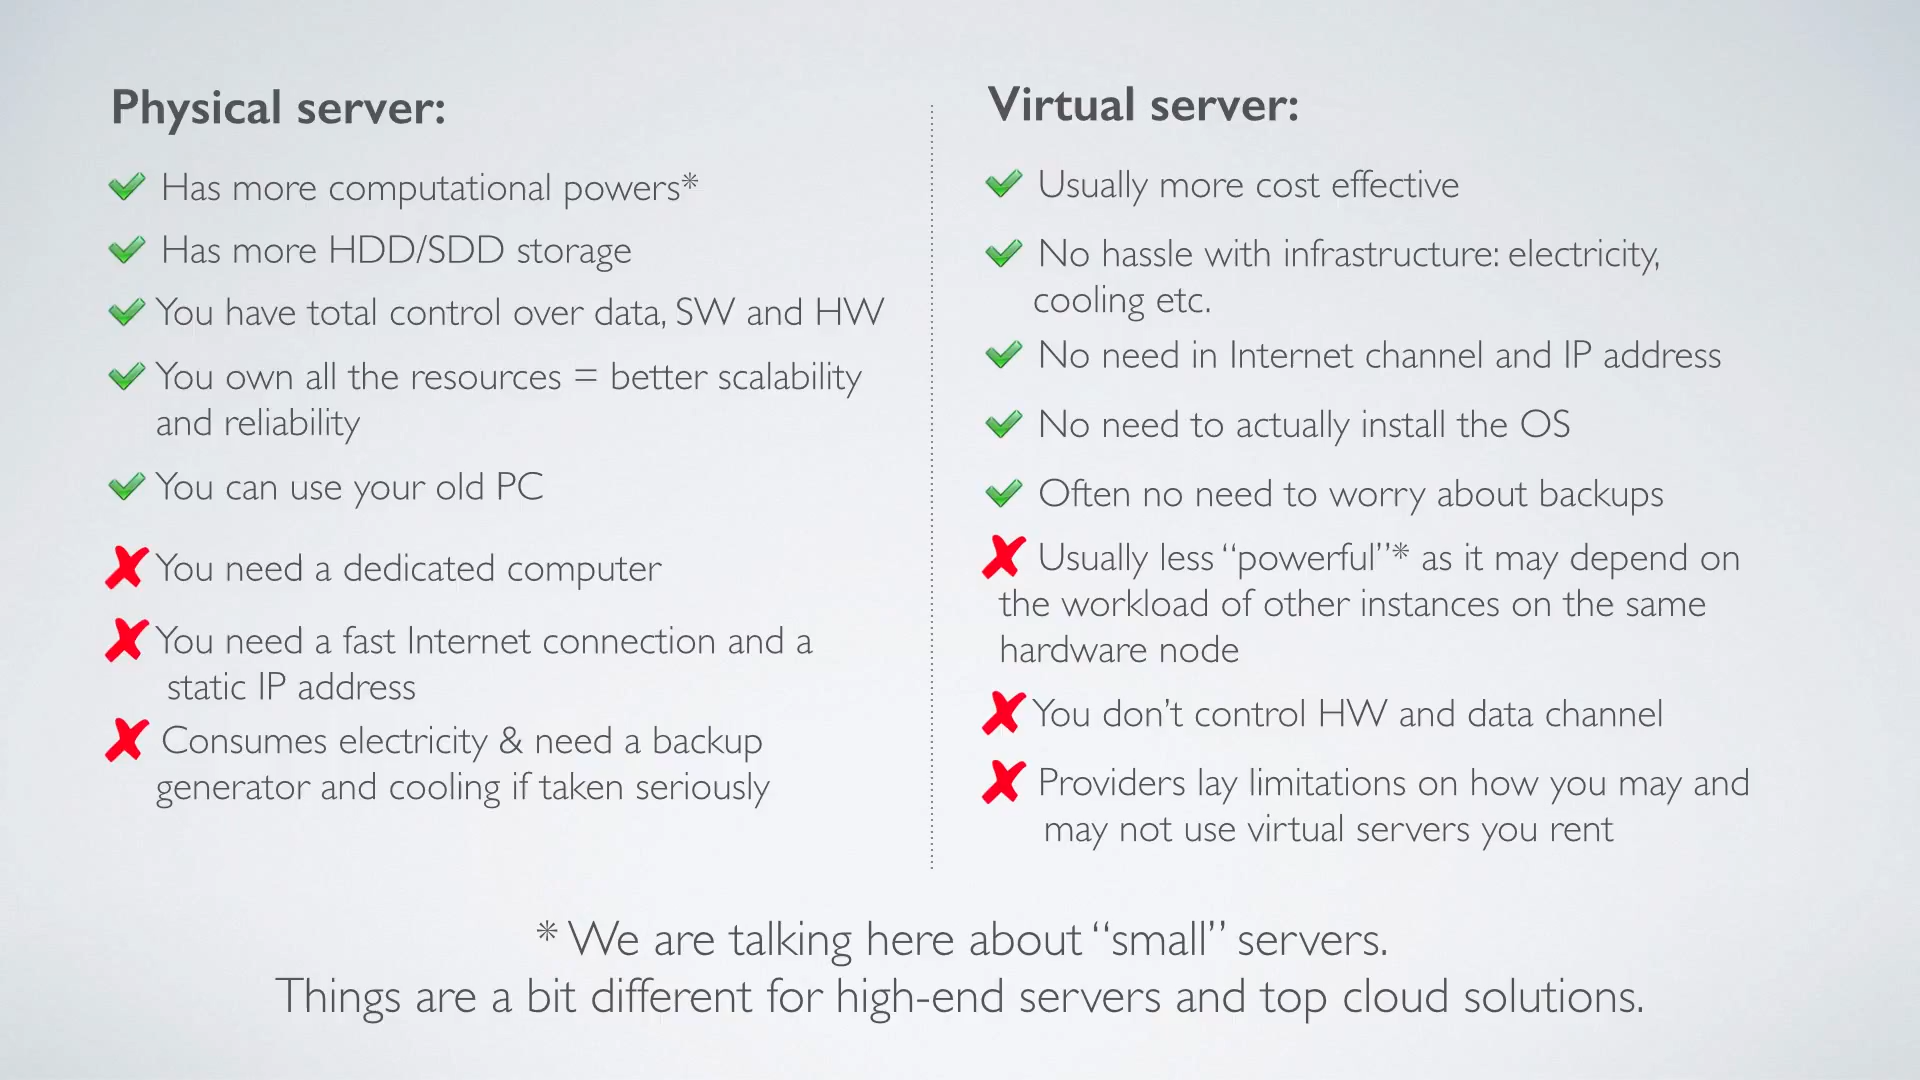 Physical server:
Has more computational powers*
Has more HDD/SDD storage
You have total control over data, SW and HW
You own all the resources = better scalability
and reliability
You can use your old PC
You need a dedicated computer
You need a fast Internet connection and a
static IP address
Consumes electricity & need a backup
generator and cooling if taken seriously
Virtual server:
Usually more cost effective
No hassle with infrastructure: electricity,
cooling etc.
No need in Internet channel and IP address
No need to actually install the OS
Often no need to worry about backups
Usually less “powerful”* as it may depend on
the workload of other instances on the same
hardware node
You don’t control HW and data channel
Providers lay limitations on how you may and
may not use virtual servers you rent
* We are talking here about “small” servers.
Things are a bit different for high-end servers and top cloud solutions.